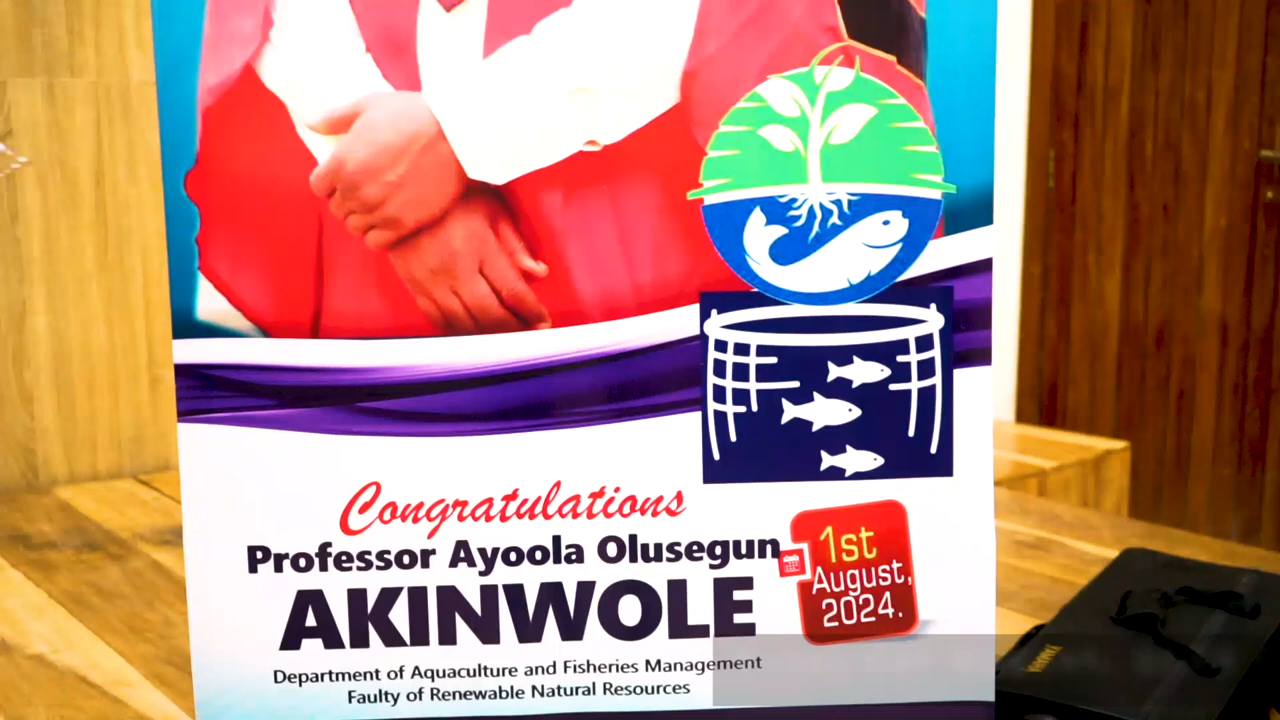 Congratulations
Professor Ayoola Olusegun
AKINWOLE
1st
August,
2024.
Department of Aquaculture and Fisheries Management
Faulty of Renewable Natural Resources